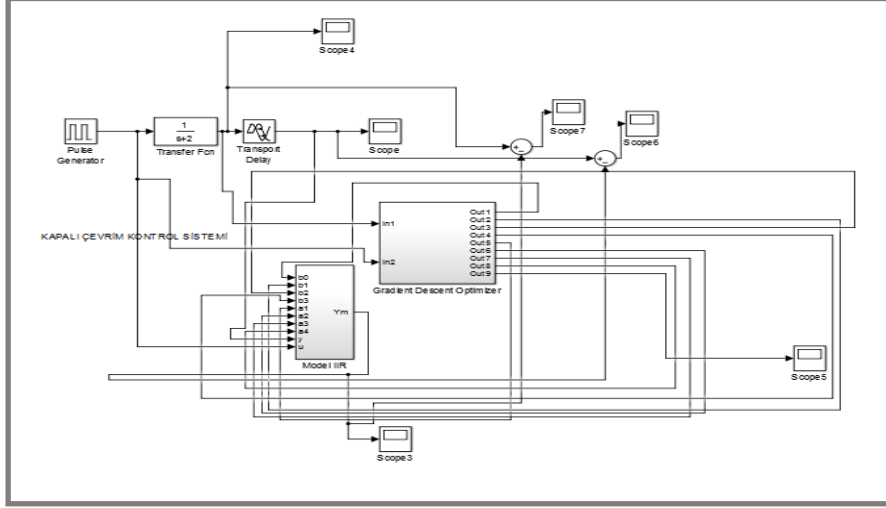 Scope4
Scope7
Scope6
Pulse
Generator
1
s+2
Transfer Fcn
Transport
Delay
Scope
KAPALI ÇEVRİM KONTROL SİSTEMİ
In1
In2
Out1
Out2
Out3
Out4
Out5
Out6
Out7
Out8
Out9
Gradient Descent Optimizer
b0
b1
b2
b3
a1
a2
a3
a4
y
u
Ym
Model IIR
Scope5
Scope3